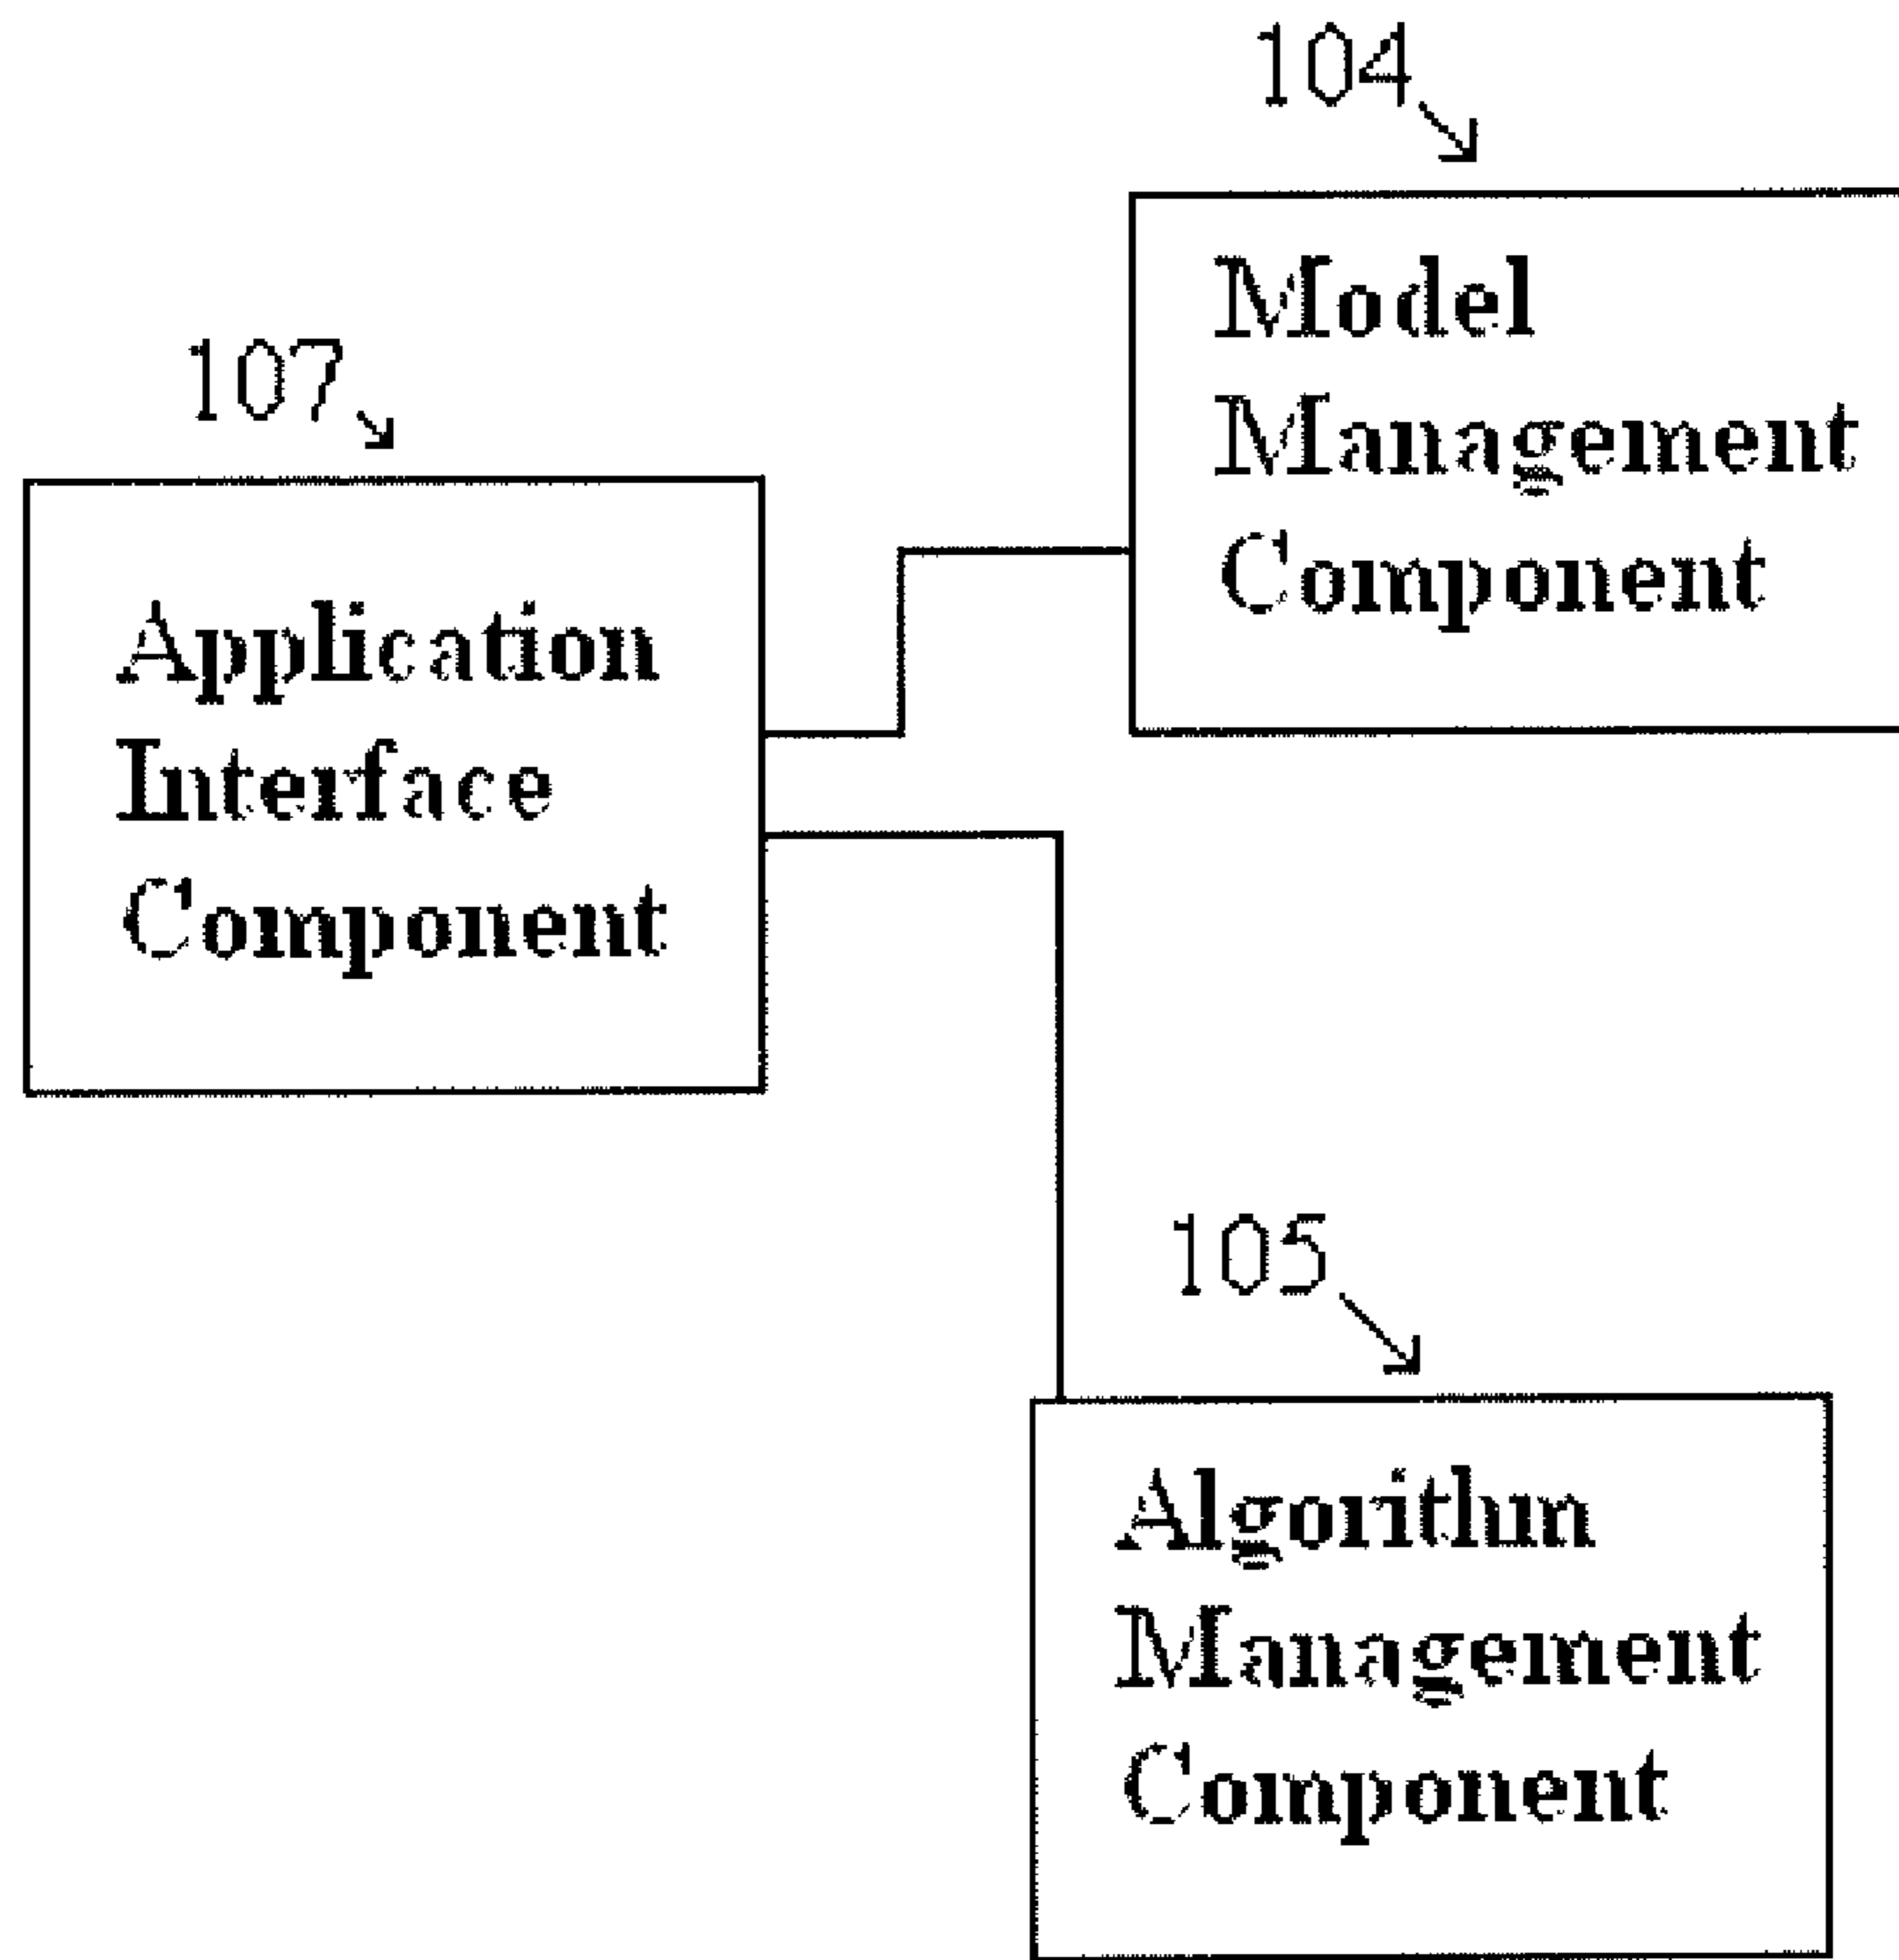 104
Model
Management
Component
107
Application
Interface
Component
105
Algorithm
Management
Component